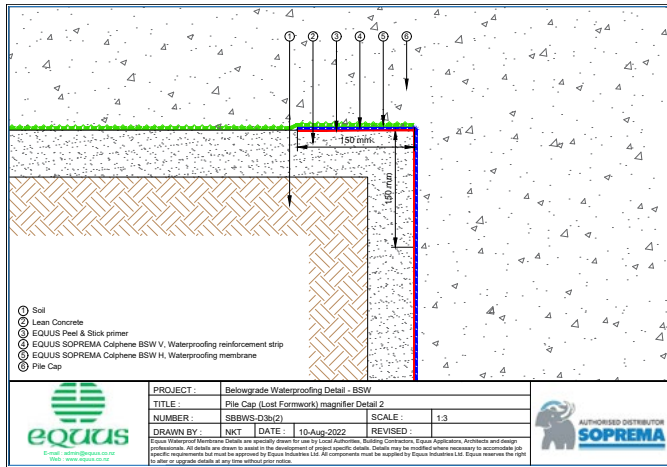 1 2 3 4 5 6
150 mm
150 mm
1 Soil
2 Lean Concrete
3 EQUUS Peel & Stick primer
4 EQUUS SOPREMA Colphene BSW V, Waterproofing reinforcement strip
5 EQUUS SOPREMA Colphene BSW H, Waterproofing membrane
6 Pile Cap
equus
E-mail : admin@equus.co.nz
Web : www.equus.co.nz
PROJECT : Belowgrade Waterproofing Detail - BSW
TITLE : Pile Cap (Lost Formwork) magnifier Detail 2
NUMBER : SBBWS-D3b(2) SCALE : 1:3
DRAWN BY : NKT DATE : 10-Aug-2022 REVISED :
Equus Waterproof Membrane Details are specially drawn for use by Local Authorities, Building Contractors, Equus Applicators, Architects and design
professionals. All details are drawn to assist in the development of project specific details. Details may be modified where necessary to accomodate job
specific requirements but must be approved by Equus Industries Ltd. All components must be supplied by Equus Industries Ltd. Equus reserves the right
to alter or upgrade details at any time without prior notice.
AUTHORISED DISTRIBUTOR
SOPREMA